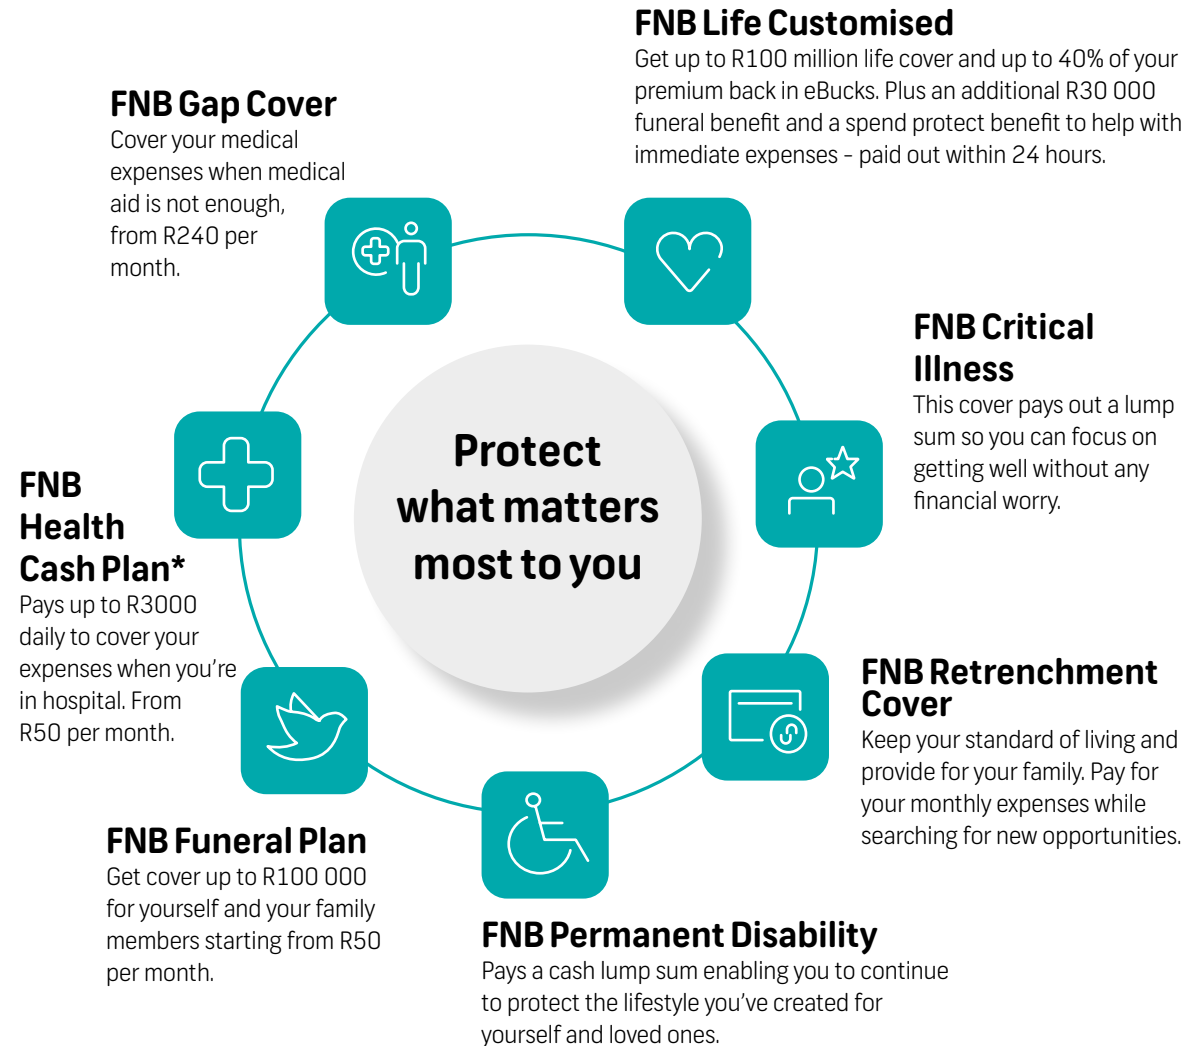 FNB Life Customised
Get up to R100 million life cover and up to 40% of your
premium back in eBucks. Plus an additional R30 000
funeral benefit and a spend protect benefit to help with
immediate expenses - paid out within 24 hours.
FNB Gap Cover
Cover your medical
expenses when medical
aid is not enough,
from R240 per
month.
FNB Critical
Illness
This cover pays out a lump
sum so you can focus on
getting well without any
financial worry.
Protect
what matters
most to you
FNB
Health
Cash Plan*
Pays up to R3000
daily to cover your
expenses when you're
in hospital. From
R50 per month.
FNB Retrenchment
Cover
Keep your standard of living and
provide for your family. Pay for
your monthly expenses while
searching for new opportunities.
FNB Funeral Plan
Get cover up to R100 000
for yourself and your family
members starting from R50
per month.
FNB Permanent Disability
Pays a cash lump sum enabling you to continue
to protect the lifestyle you've created for
yourself and loved ones.